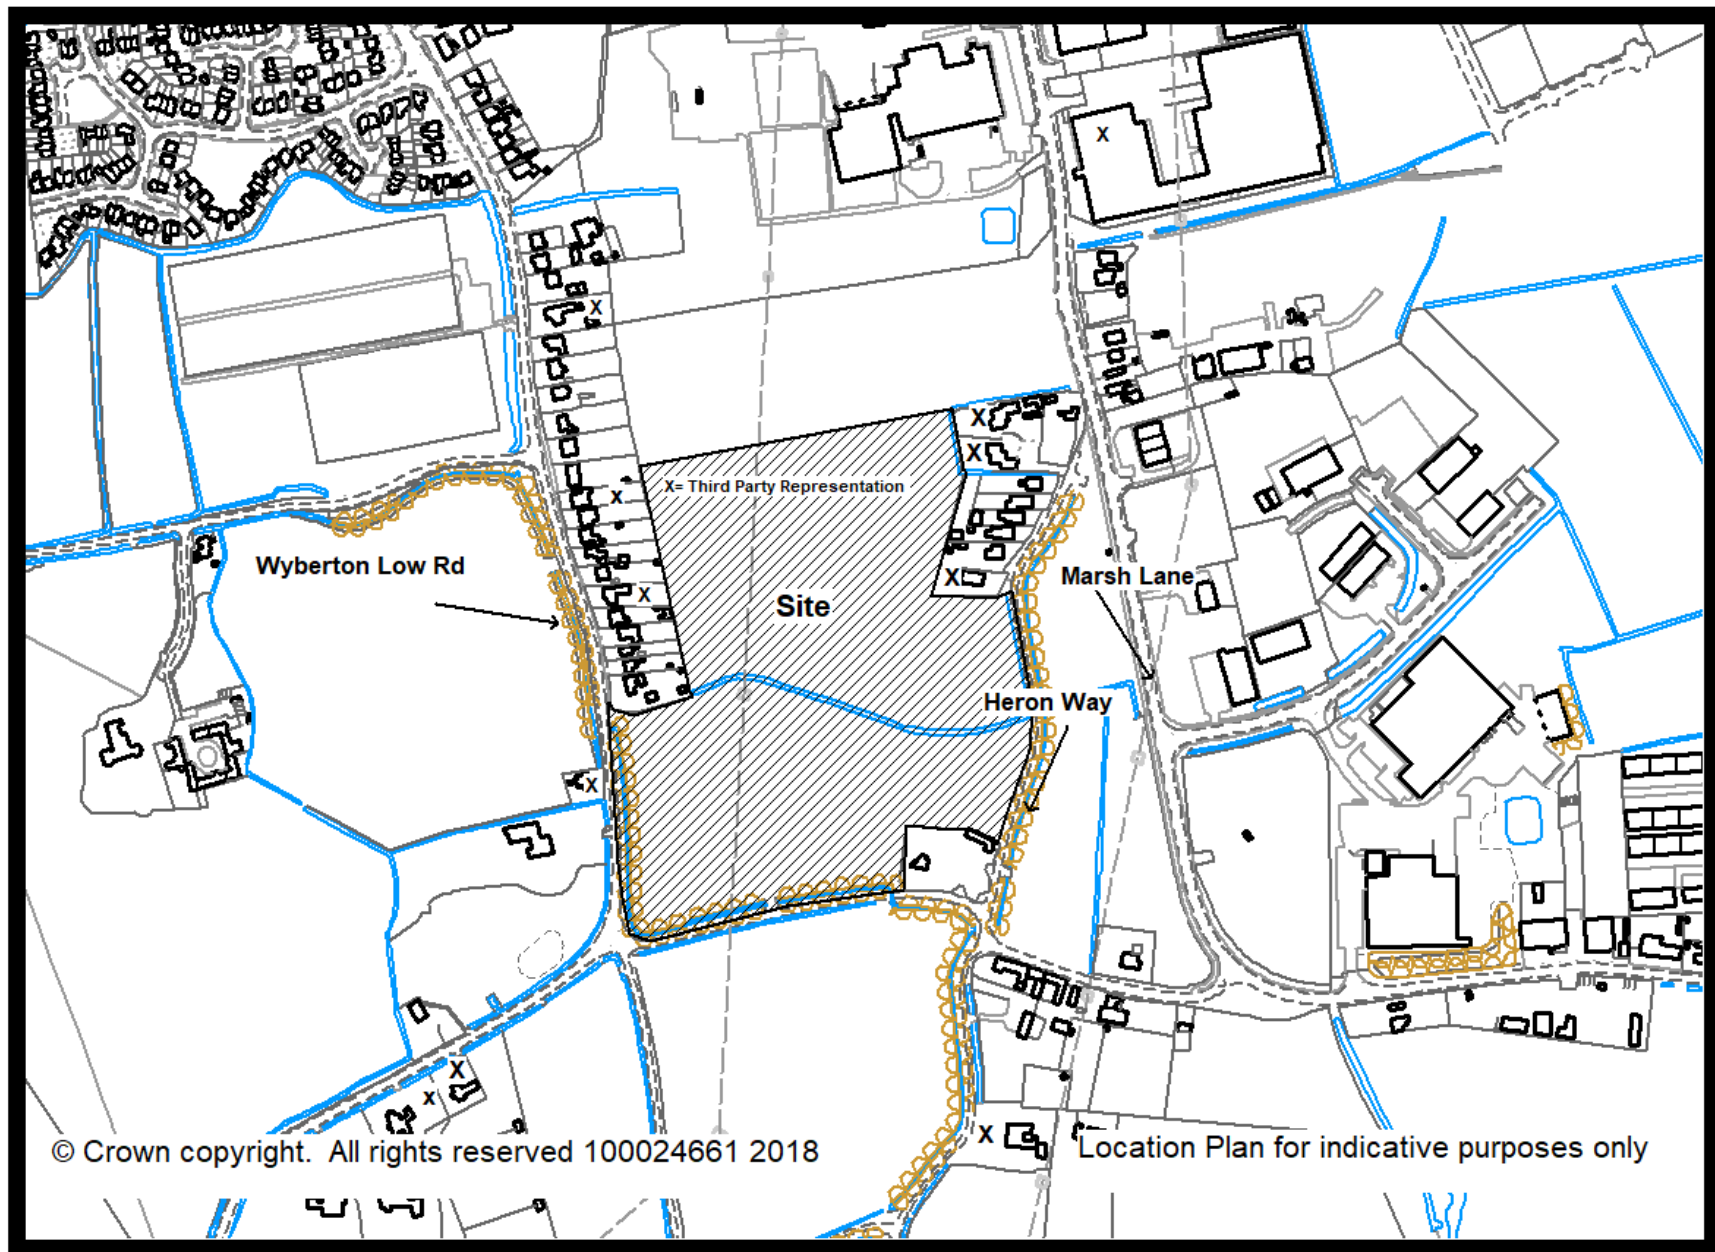 X
X
X
X
X= Third Party Representation
X
Wyberton Low Rd
Marsh Lane
X
X
Site
Heron Way
X
X
x
X
© Crown copyright. All rights reserved 100024661 2018
Location Plan for indicative purposes only